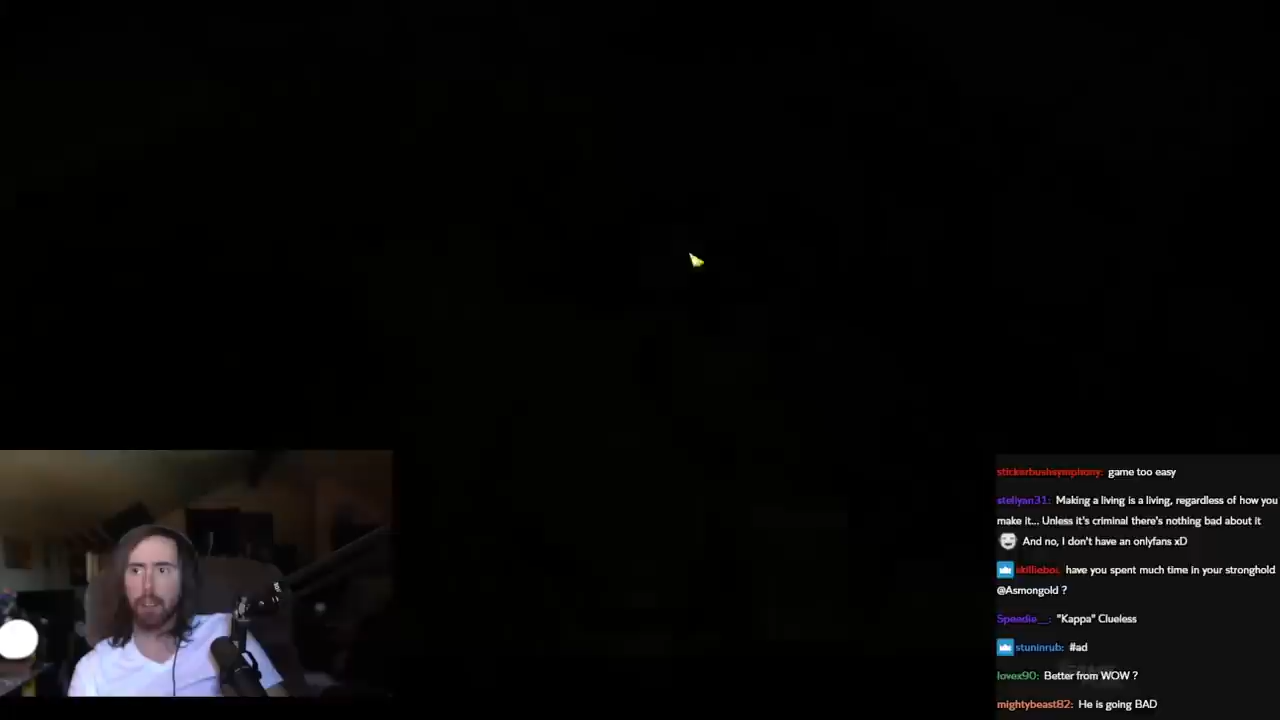 stickerbushsymphony: game too easy
steliyan31: Making a living is a living, regardless of how you
make it... Unless it's criminal there's nothing bad about it
And no, I don't have an onlyfans xD
have you spent much time in your stronghold
@Asmongold ?
Speedie__: "Kappa" Clueless
stuninrub: #ad
lovex90: Better from WOW ?
mightybeast82: He is going BAD